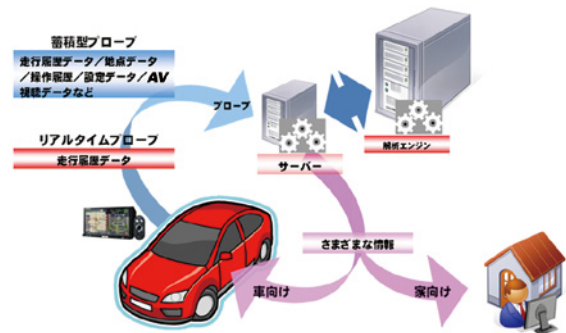 蓄積型プローブ
走行履歴データ/地点データ
/操作履歴/設定データ/AV
視聴データなど
プローブ
リアルタイムプローブ
走行履歴データ
サーバー
解析エンジン
さまざまな情報
車向け
家向け